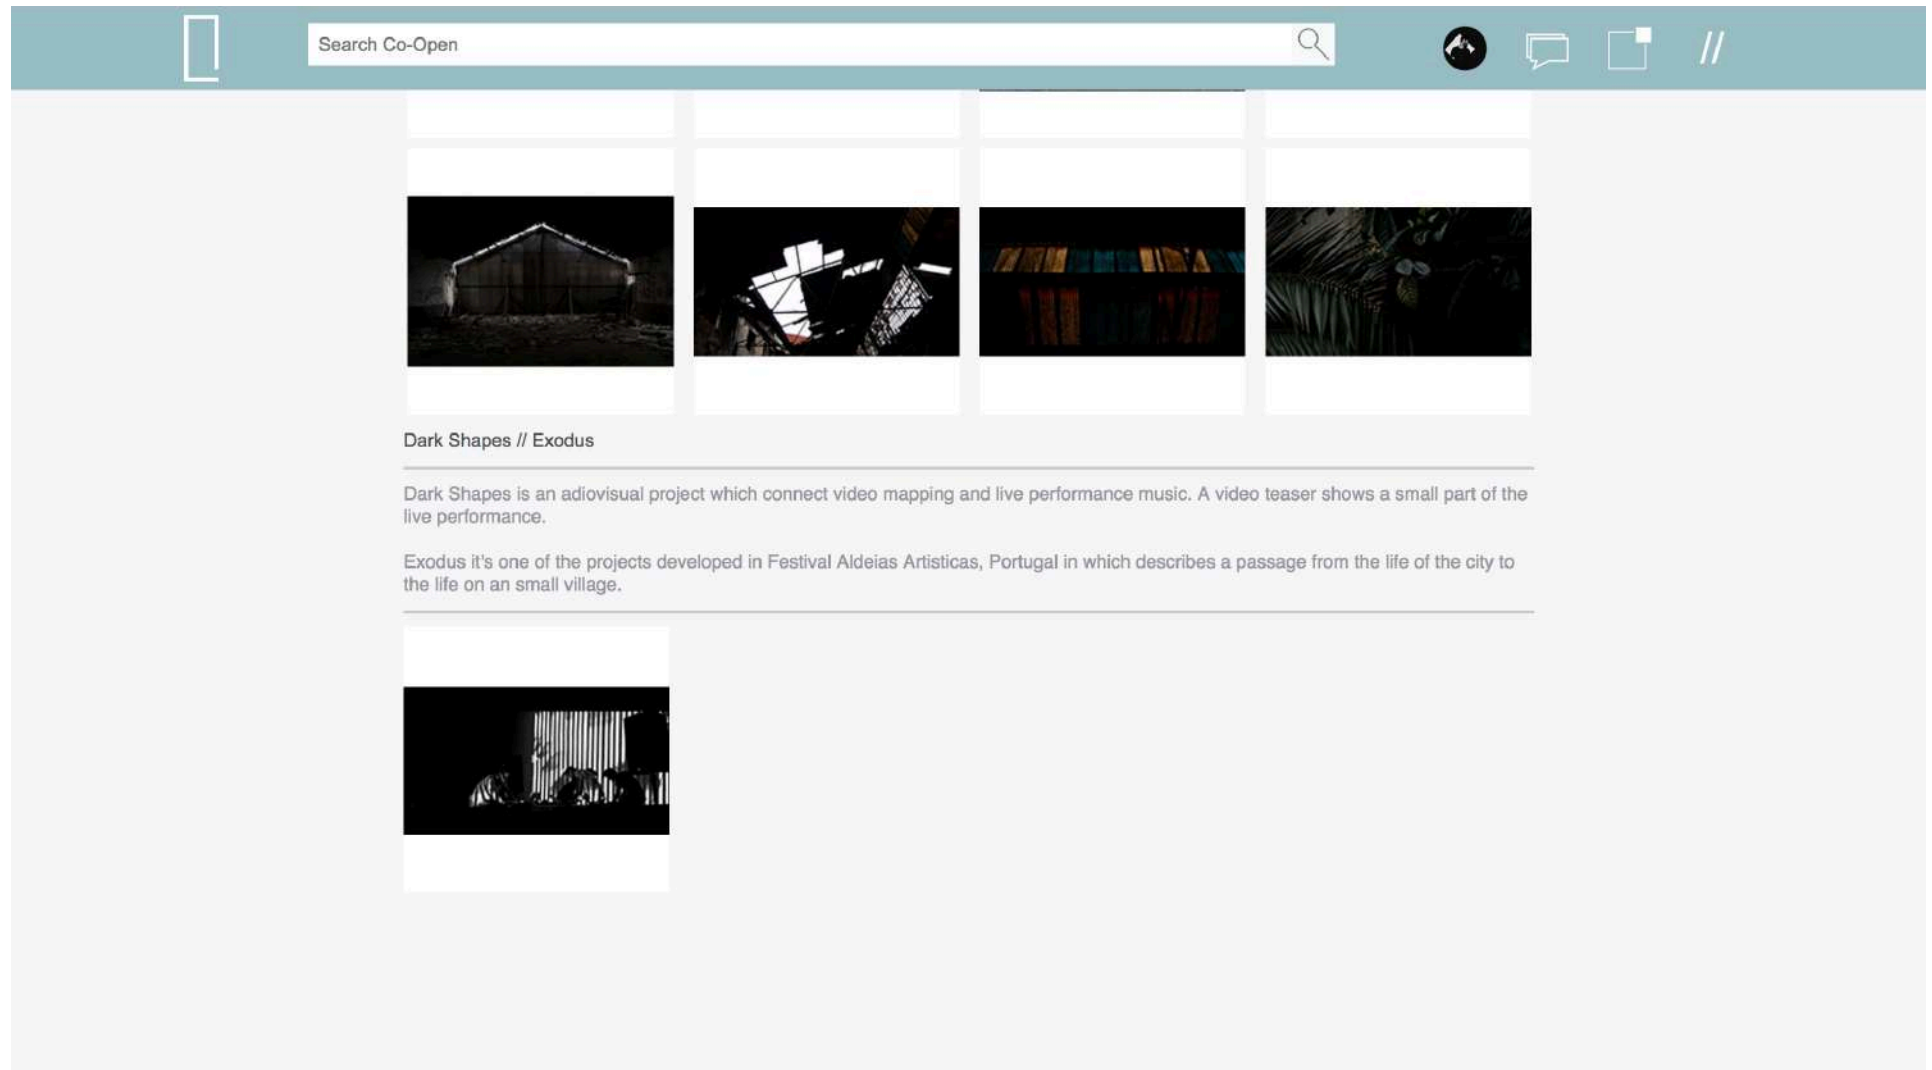 Search Co-Open
//
Dark Shapes // Exodus
Dark Shapes is an adiovisual project which connect video mapping and live performance music. A video teaser shows a small part of the
live performance.
Exodus it's one of the projects developed in Festival Aldeias Artisticas, Portugal in which describes a passage from the life of the city to
the life on an small village.